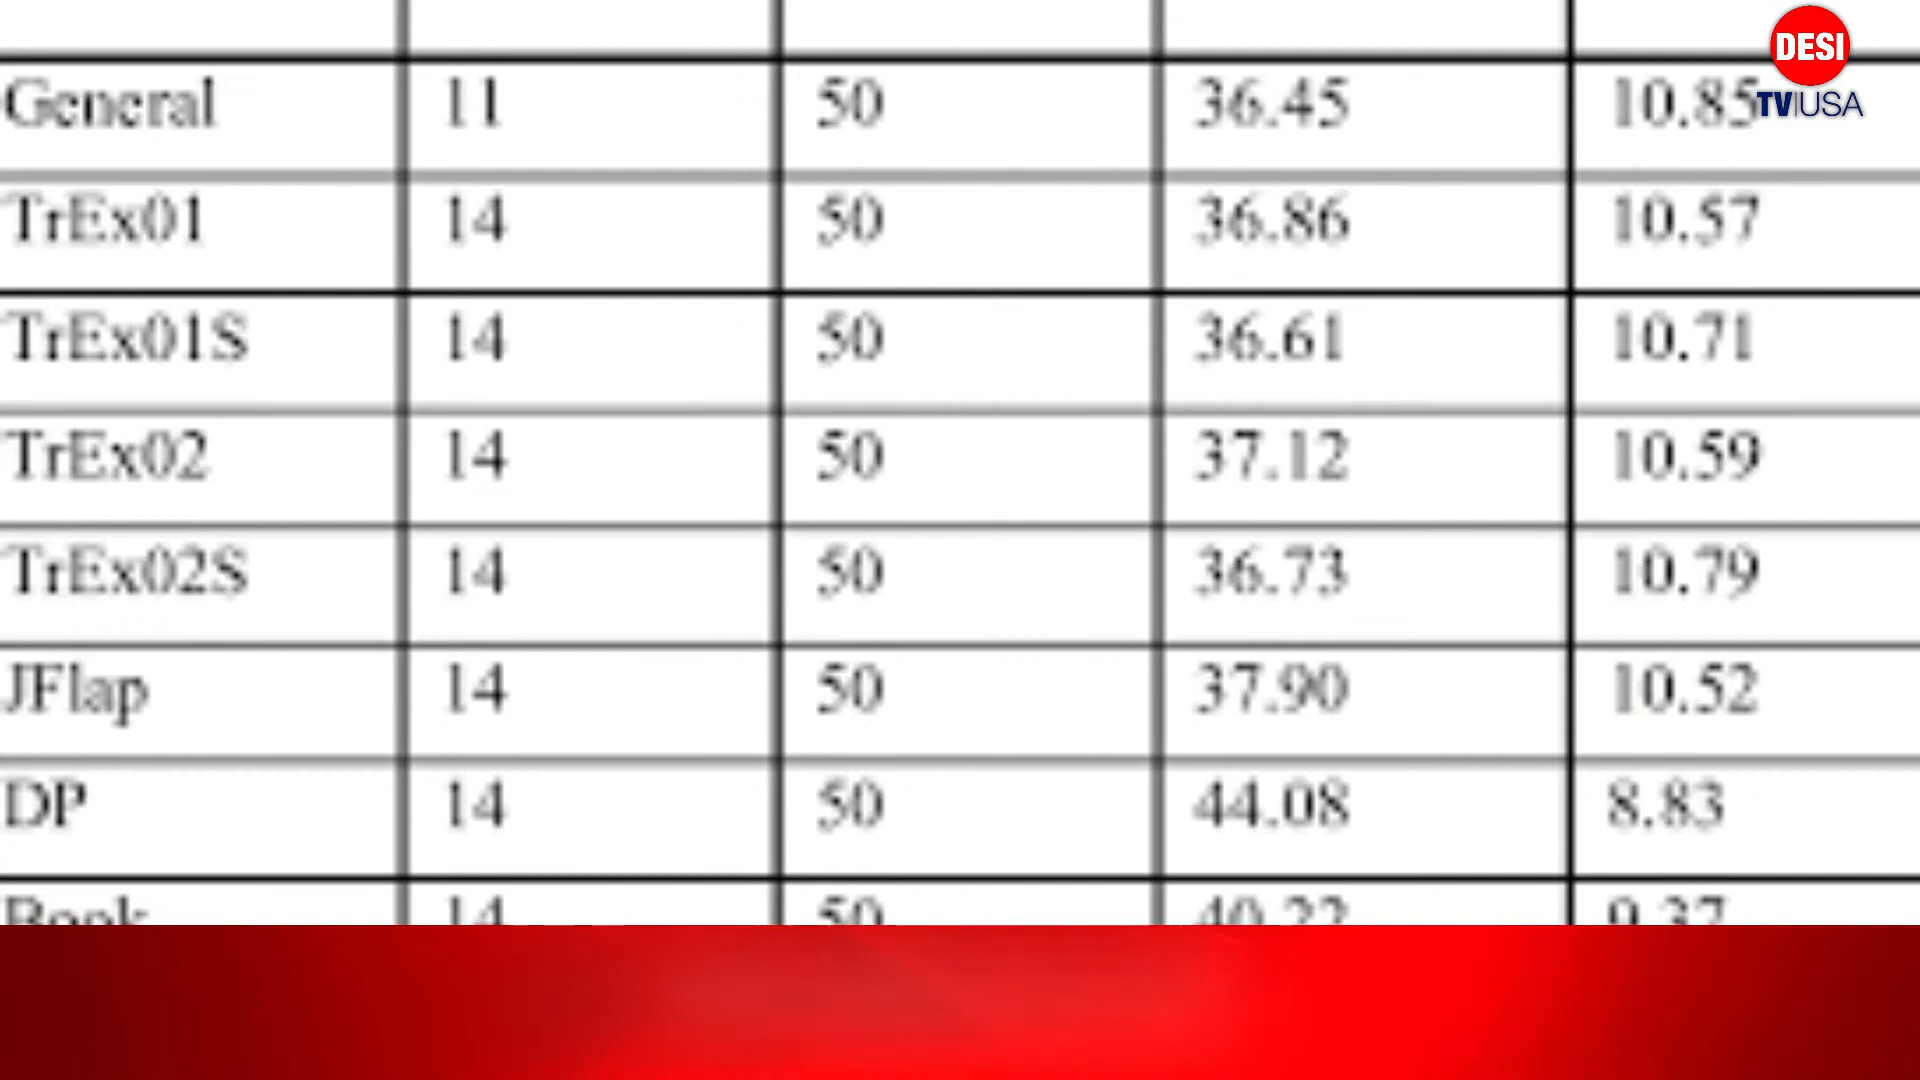 DESI
TV USA
General 11 50 36.45 10.85
TrEx01 14 50 36.86 10.57
TrEx01S 14 50 36.61 10.71
TrEx02 14 50 37.12 10.59
TrEx02S 14 50 36.73 10.79
JFlap 14 50 37.90 10.52
DP 14 50 44.08 8.83
Book 14 50 40.22 9.37